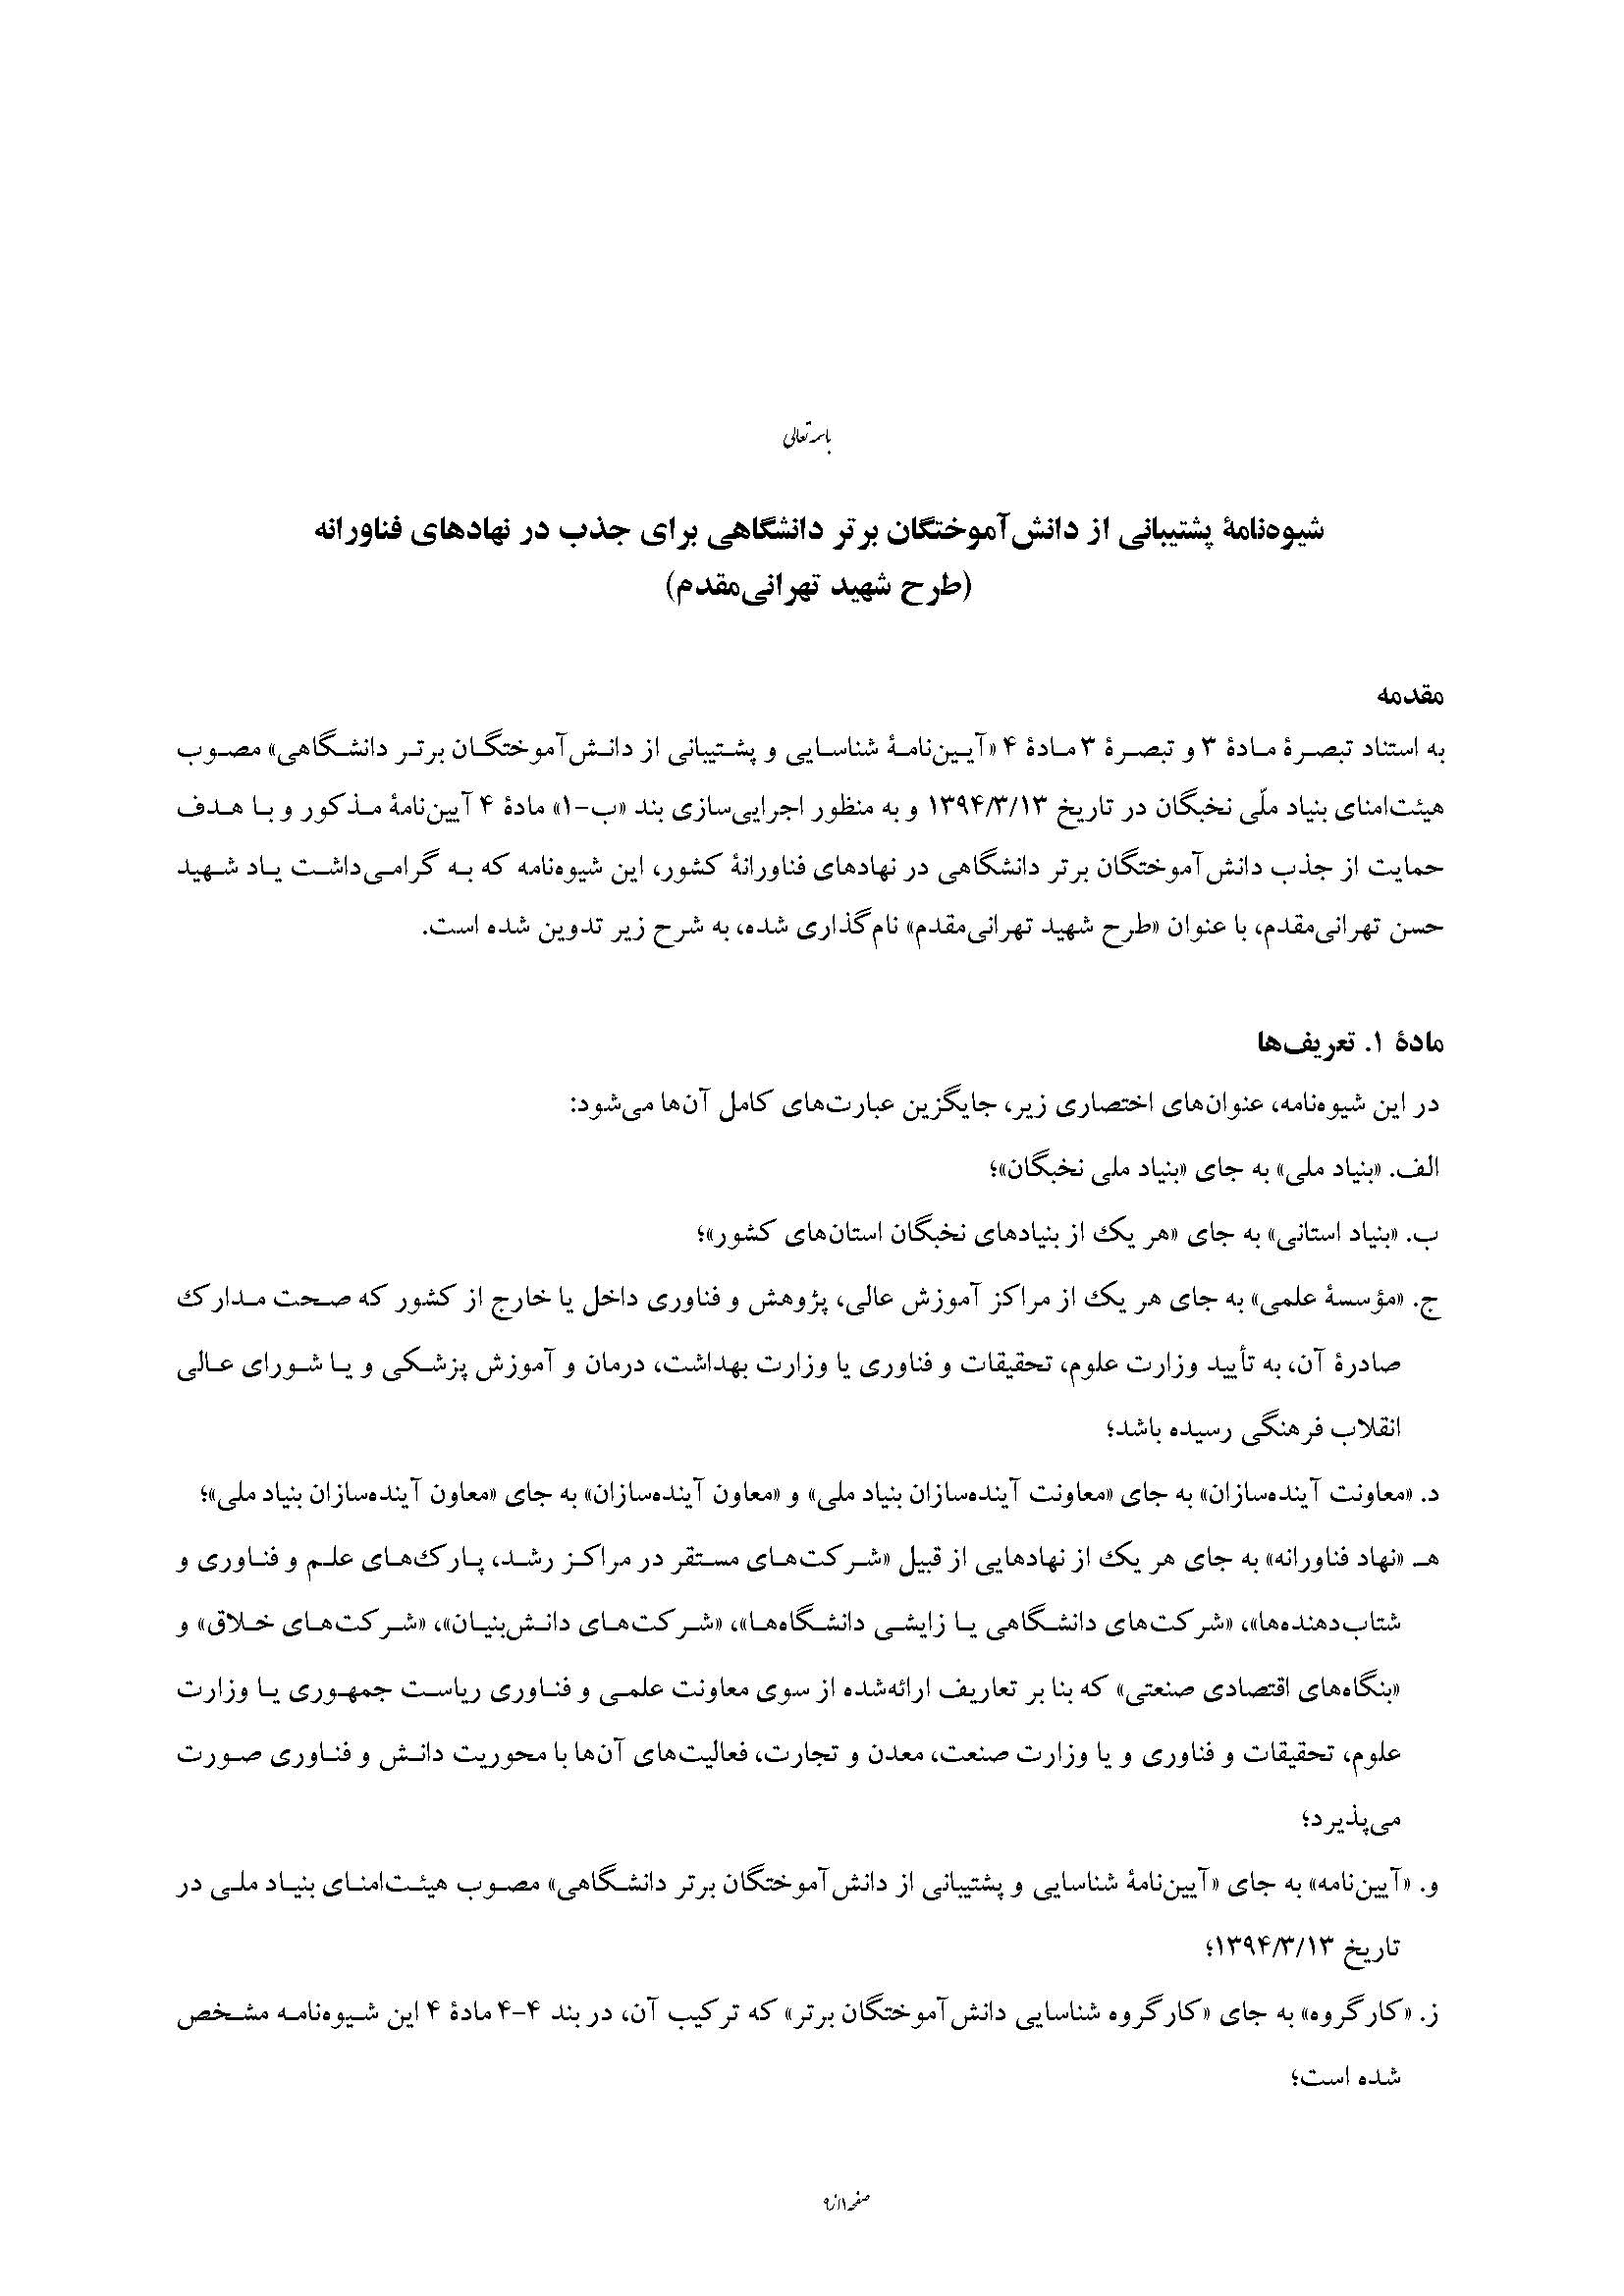 باسمه تعالی
شیوه‌نامهٔ پشتیبانی از دانش‌آموختگان برتر دانشگاهی برای جذب در نهادهای فناورانه
(طرح شهید تهرانی‌مقدم)
مقدمه
به استناد تبصرهٔ مادهٔ ۳ و تبصرهٔ ۳ مادهٔ ۴ «آیین‌نامهٔ شناسایی و پشتیبانی از دانش‌آموختگان برتر دانشگاهی» مصوب
هیئت‌امنای بنیاد ملّی نخبگان در تاریخ ۱۳۹۴/۳/۱۳ و به منظور اجرایی‌سازی بند «ب-۱» مادهٔ ۴ آیین‌نامهٔ مذکور و با هدف
حمایت از جذب دانش‌آموختگان برتر دانشگاهی در نهادهای فناورانهٔ کشور، این شیوه‌نامه که به گرامی‌داشت یاد شهید
حسن تهرانی‌مقدم، با عنوان «طرح شهید تهرانی‌مقدم» نام‌گذاری شده، به شرح زیر تدوین شده است.
مادهٔ ۱. تعریف‌ها
در این شیوه‌نامه، عنوان‌های اختصاری زیر، جایگزین عبارت‌های کامل آن‌ها می‌شود:
الف. «بنیاد ملی» به جای «بنیاد ملی نخبگان»؛
ب. «بنیاد استانی» به جای «هر یک از بنیادهای نخبگان استان‌های کشور»؛
ج. «مؤسسهٔ علمی» به جای هر یک از مراکز آموزش عالی، پژوهش و فناوری داخل یا خارج از کشور که صحت مدارک
صادرهٔ آن، به تأیید وزارت علوم، تحقیقات و فناوری یا وزارت بهداشت، درمان و آموزش پزشکی و یا شورای عالی
انقلاب فرهنگی رسیده باشد؛
د. «معاونت آینده‌سازان» به جای «معاونت آینده‌سازان بنیاد ملی» و «معاون آینده‌سازان» به جای «معاون آینده‌سازان بنیاد ملی»؛
هـ. «نهاد فناورانه» به جای هر یک از نهادهایی از قبیل «شرکت‌های مستقر در مراکز رشد، پارک‌های علم و فناوری و
شتاب‌دهنده‌ها»، «شرکت‌های دانشگاهی یا زایشی دانشگاه‌ها»، «شرکت‌های دانش‌بنیان»، «شرکت‌های خلاق» و
«بنگاه‌های اقتصادی صنعتی» که بنا بر تعاریف ارائه‌شده از سوی معاونت علمی و فناوری ریاست جمهوری یا وزارت
علوم، تحقیقات و فناوری و یا وزارت صنعت، معدن و تجارت، فعالیت‌های آن‌ها با محوریت دانش و فناوری صورت
می‌پذیرد؛
و. «آیین‌نامه» به جای «آیین‌نامهٔ شناسایی و پشتیبانی از دانش‌آموختگان برتر دانشگاهی» مصوب هیئت‌امنای بنیاد ملی در
تاریخ ۱۳۹۴/۳/۱۳؛
ز. «کارگروه» به جای «کارگروه شناسایی دانش‌آموختگان برتر» که ترکیب آن، در بند ۴-۴ مادهٔ ۴ این شیوه‌نامه مشخص
شده است؛
صفحه ۱ از ۹